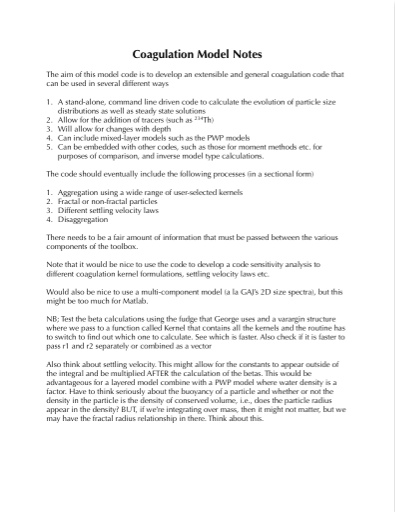 Coagulation Model Notes
The aim of this model code is to develop an extensible and general coagulation code that
can be used in several different ways
1. A stand-alone, command line driven code to calculate the evolution of particle size
distributions as well as steady state solutions
2. Allow for the addition of tracers (such as ²³⁴Th)
3. Will allow for changes with depth
4. Can include mixed-layer models such as the PWP models
5. Can be embedded with other codes, such as those for moment methods etc. for
purposes of comparison, and inverse model type calculations.
The code should eventually include the following processes (in a sectional form)
1. Aggregation using a wide range of user-selected kernels
2. Fractal or non-fractal particles
3. Different settling velocity laws
4. Disaggregation
There needs to be a fair amount of information that must be passed between the various
components of the toolbox.
Note that it would be nice to use the code to develop a code sensitivity analysis to
different coagulation kernel formulations, settling velocity laws etc.
Would also be nice to use a multi-component model (a la GAJ's 2D size spectra), but this
might be too much for Matlab.
NB; Test the beta calculations using the fudge that George uses and a varargin structure
where we pass to a function called Kernel that contains all the kernels and the routine has
to switch to find out which one to calculate. See which is faster. Also check if it is faster to
pass r1 and r2 separately or combined as a vector
Also think about settling velocity. This might allow for the constants to appear outside of
the integral and be multiplied AFTER the calculation of the betas. This would be
advantageous for a layered model combine with a PWP model where water density is a
factor. Have to think seriously about the buoyancy of a particle and whether or not the
density in the particle is the density of conserved volume, i.e., does the particle radius
appear in the density? BUT, if we're integrating over mass, then it might not matter, but we
may have the fractal radius relationship in there. Think about this.